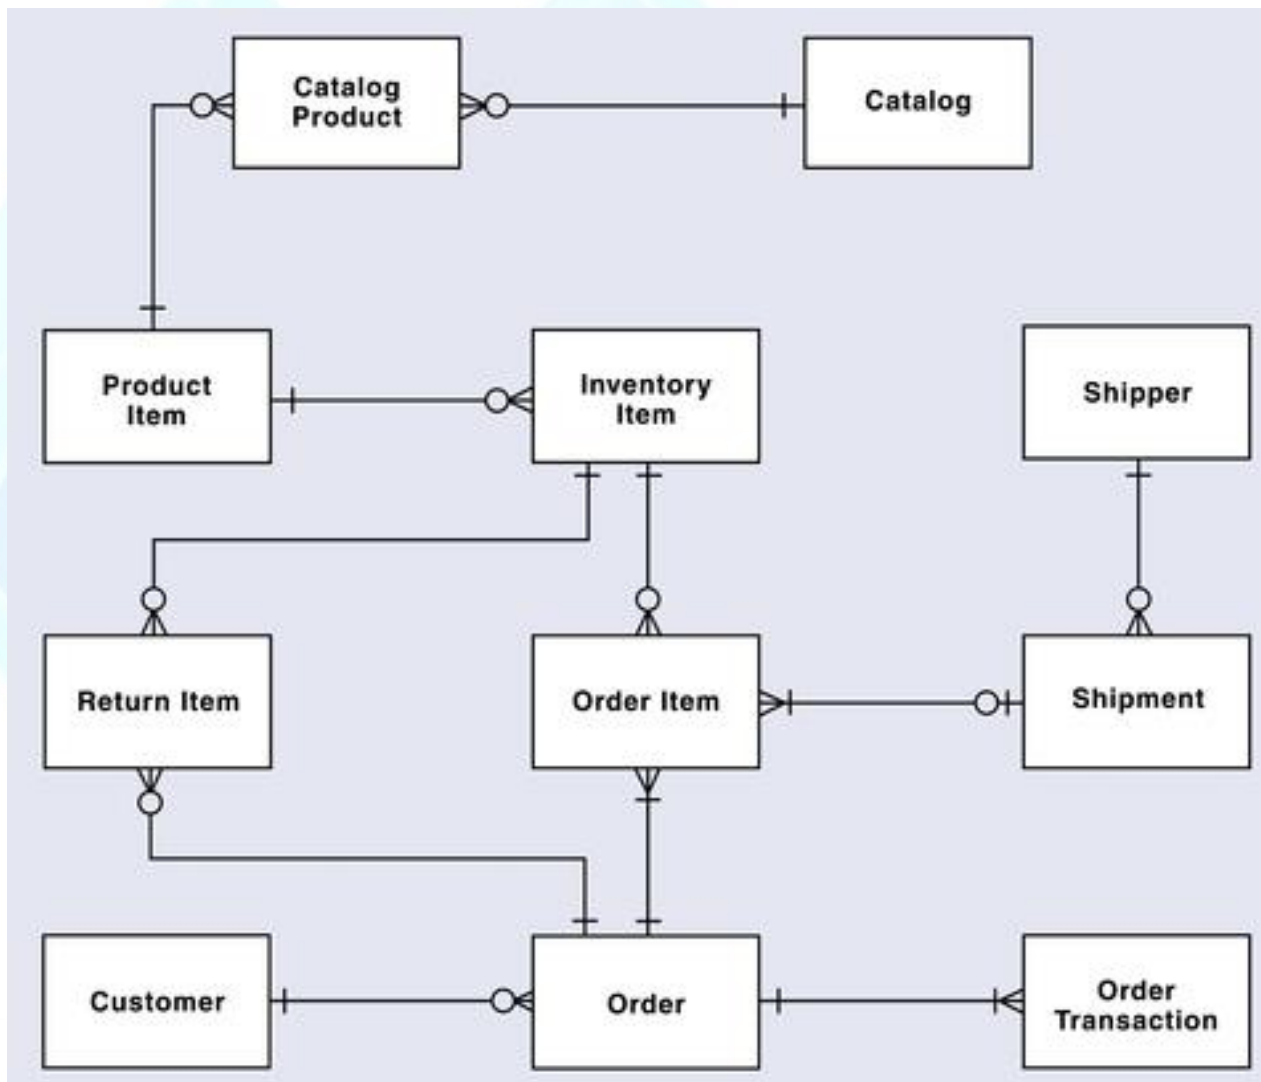 Catalog
Product
Catalog
Product
Item
Inventory
Item
Shipper
Return Item
Order Item
Shipment
Customer
Order
Order
Transaction